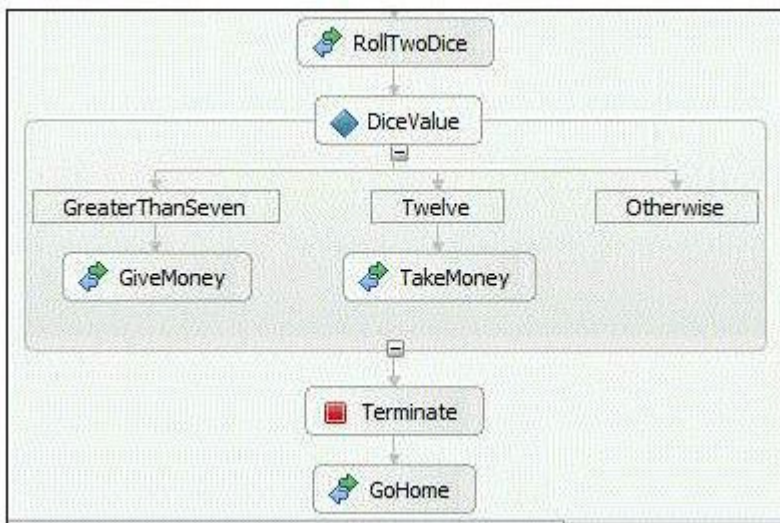 RollTwoDice
DiceValue
GreaterThanSeven
Twelve
Otherwise
GiveMoney
TakeMoney
Terminate
GoHome